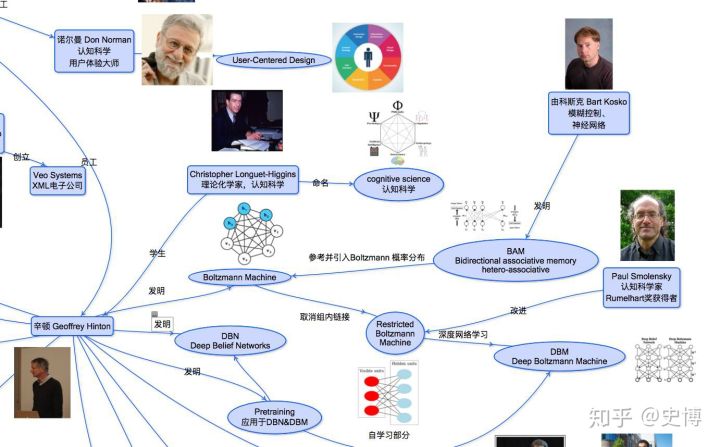 工
诺尔曼 Don Norman
认知科学
用户体验大师
User-Centered Design
由科斯克 Bart Kosko
模糊控制、
神经网络
创立
员工
Veo Systems
XML电子公司
Christopher Longuet-Higgins
理论化学家，认知科学
命名
cognitive science
认知科学
发明
学生
参考并引入Boltzmann 概率分布
BAM
Bidirectional associative memory
hetero-associative
Paul Smolensky
认知科学家
Rumelhart奖获得者
Boltzmann Machine
发明
取消组内链接
改进
辛顿 Geoffrey Hinton
发明
DBN
Deep Belief Networks
Restricted
Boltzmann
Machine
深度网络学习
DBM
Deep Boltzmann Machine
发明
Visible units
Hidden units
Pretraining
应用于DBN&DBM
自学习部分
知乎 @史博